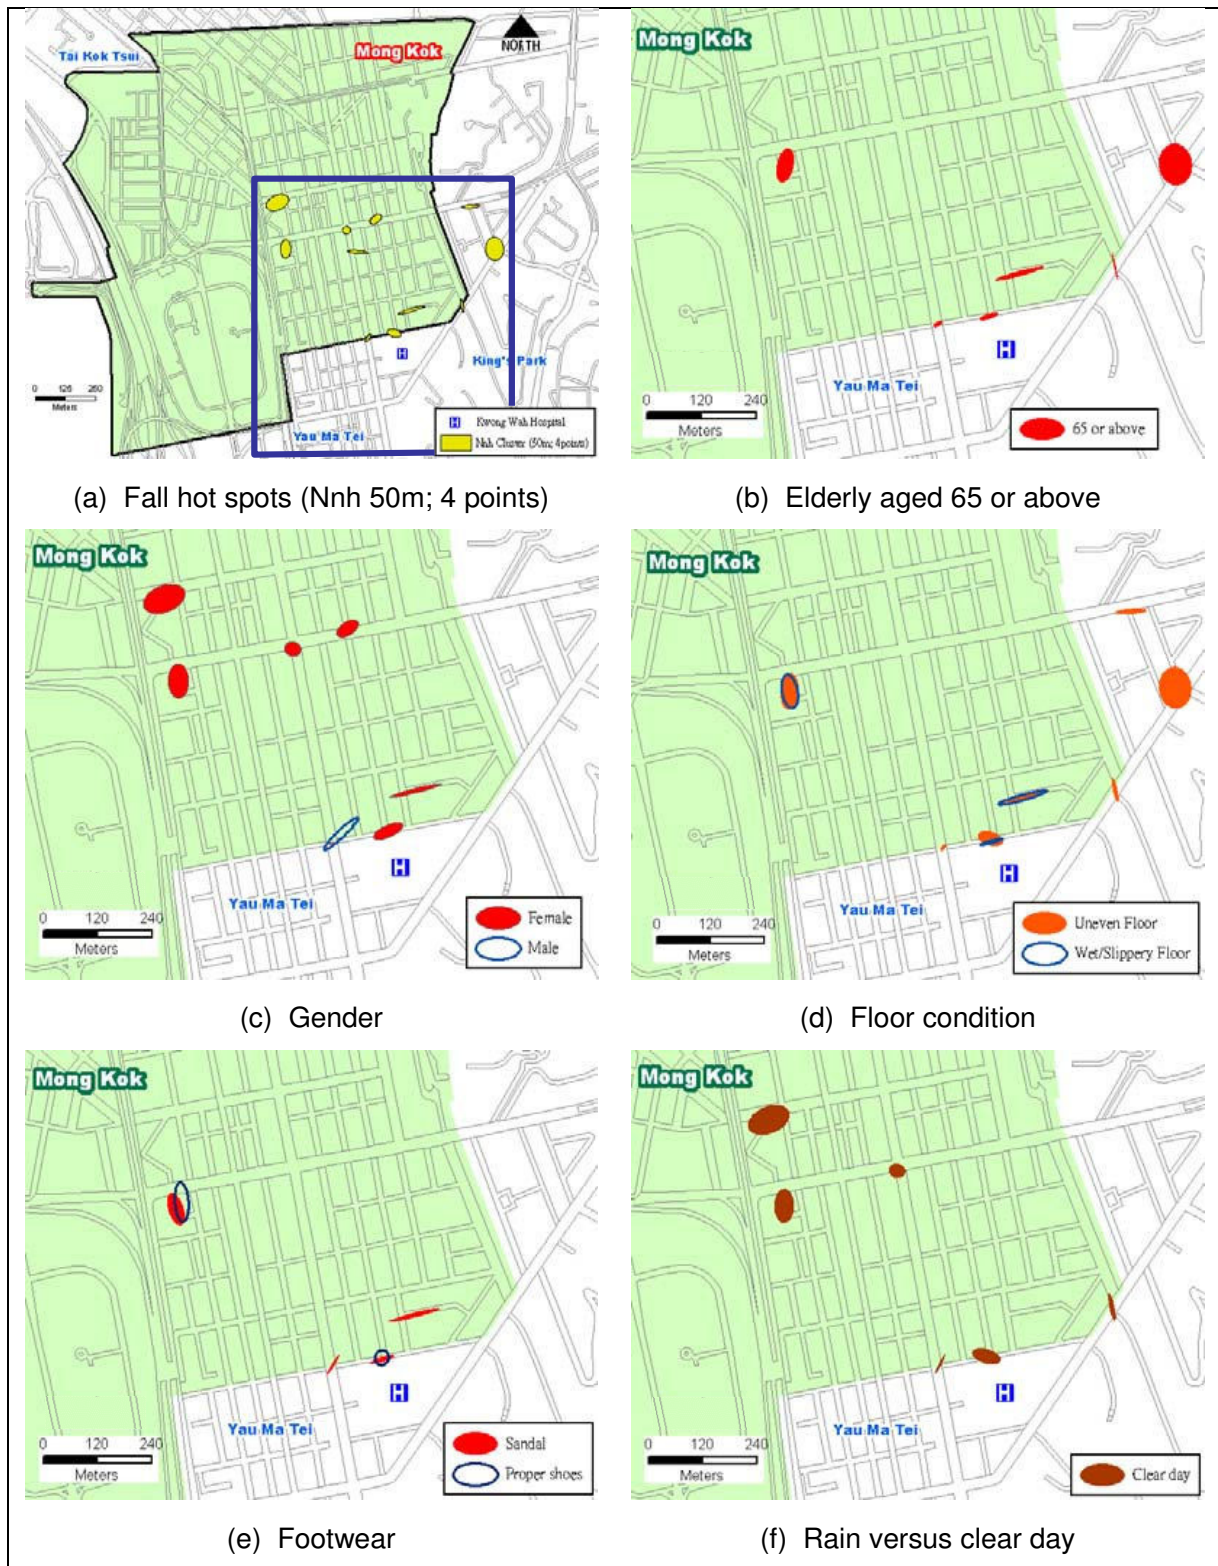 Tai Kok Tsui
Mong Kok
NORTH
King's Park
Yau Ma Tei
0 125 250
Meters
H
H Kwong Wah Hospital
Nnh Cluster (50m; 4points)
(a) Fall hot spots (Nnh 50m; 4 points)
Mong Kok
H
Yau Ma Tei
0 120 240
Meters
65 or above
(b) Elderly aged 65 or above
Mong Kok
H
Yau Ma Tei
0 120 240
Meters
Female
Male
(c) Gender
Mong Kok
H
Yau Ma Tei
0 120 240
Meters
Uneven Floor
Wet/Slippery Floor
(d) Floor condition
Mong Kok
H
Yau Ma Tei
0 120 240
Meters
Sandal
Proper shoes
(e) Footwear
Mong Kok
H
Yau Ma Tei
0 120 240
Meters
Clear day
(f) Rain versus clear day